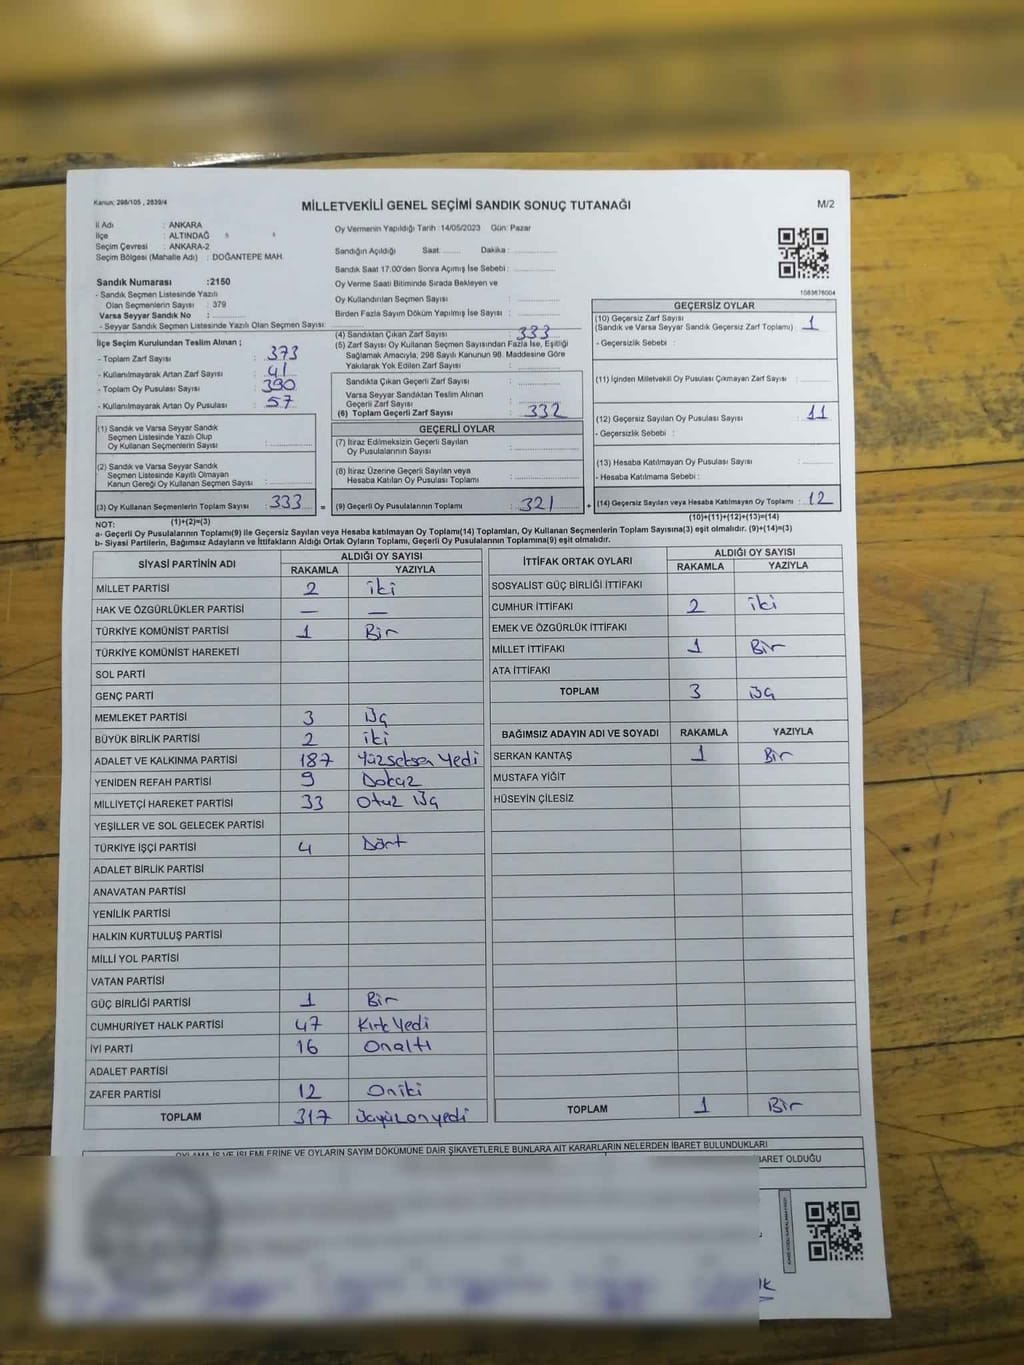 Kanun; 298/105 , 2839/4
MİLLETVEKİLİ GENEL SEÇİMİ SANDIK SONUÇ TUTANAĞI
M/2
İl Adı : ANKARA
İlçe : ALTINDAĞ
Seçim Çevresi : ANKARA-2
Seçim Bölgesi (Mahalle Adı) : DOĞANTEPE MAH.
Sandık Numarası :2150
- Sandık Seçmen Listesinde Yazılı
Olan Seçmenlerin Sayısı : 379
Varsa Seyyar Sandık No :
- Seyyar Sandık Seçmen Listesinde Yazılı Olan Seçmen Sayısı:
İlçe Seçim Kurulundan Teslim Alınan ;
- Toplam Zarf Sayısı : 373
- Kullanılmayarak Artan Zarf Sayısı : 41
- Toplam Oy Pusulası Sayısı : 390
- Kullanılmayarak Artan Oy Pusulası : 57
(1) Sandık ve Varsa Seyyar Sandık
Seçmen Listesinde Yazılı Olup
Oy Kullanan Seçmenlerin Sayısı :
(2) Sandık ve Varsa Seyyar Sandık
Seçmen Listesinde Kayıtlı Olmayan
Kanun Gereği Oy Kullanan Seçmen Sayısı :
(3) Oy Kullanan Seçmenlerin Toplam Sayısı : 333 =
Oy Vermenin Yapıldığı Tarih : 14/05/2023 Gün: Pazar
Sandığın Açıldığı Saat: Dakika :
Sandık Saat 17.00'den Sonra Açımış İse Sebebi :
Oy Verme Saati Bitiminde Sırada Bekleyen ve
Oy Kullandırılan Seçmen Sayısı :
Birden Fazla Sayım Döküm Yapılmış İse Sayısı :
(4) Sandıktan Çıkan Zarf Sayısı : 333
(5) Zarf Sayısı Oy Kullanan Seçmen Sayısından Fazla İse, Eşitliği
Sağlamak Amacıyla, 298 Sayılı Kanunun 98. Maddesine Göre
Yakılarak Yok Edilen Zarf Sayısı :
Sandıkta Çıkan Geçerli Zarf Sayısı :
Varsa Seyyar Sandıktan Teslim Alınan
Geçerli Zarf Sayısı :
(6) Toplam Geçerli Zarf Sayısı : 332
GEÇERLİ OYLAR
(7) İtiraz Edilmeksizin Geçerli Sayılan
Oy Pusulasının Sayısı :
(8) İtiraz Üzerine Geçerli Sayılan veya
Hesaba Katılan Oy Pusulası Toplamı :
(9) Geçerli Oy Pusulasının Toplamı : 321 +
1083676004
GEÇERSİZ OYLAR
(10) Geçersiz Zarf Sayısı
(Sandık ve Varsa Seyyar Sandık Geçersiz Zarf Toplamı) : 1
- Geçersizlik Sebebi :
(11) İçinden Milletvekili Oy Pusulası Çıkmayan Zarf Sayısı :
(12) Geçersiz Sayılan Oy Pusulası Sayısı : 11
- Geçersizlik Sebebi :
(13) Hesaba Katılmayan Oy Pusulası Sayısı :
- Hesaba Katılmama Sebebi :
(14) Geçersiz Sayılan veya Hesaba Katılmayan Oy Toplamı : 12
NOT: (1)+(2)=(3) (10)+(11)+(12)+(13)=(14)
a- Geçerli Oy Pusulalarının Toplamı(9) ile Geçersiz Sayılan veya Hesaba katılmayan Oy Toplamı(14) Toplamları, Oy Kullanan Seçmenlerin Toplam Sayısına(3) eşit olmalıdır. (9)+(14)=(3)
b- Siyasi Partilerin, Bağımsız Adayların ve İttifakların Aldığı Ortak Oyların Toplamı, Geçerli Oy Pusulalarının Toplamına(9) eşit olmalıdır.
SİYASİ PARTİNİN ADI ALDIĞI OY SAYISI
RAKAMLA YAZIYLA
MİLLET PARTİSİ 2 iki
HAK VE ÖZGÜRLÜKLER PARTİSİ — —
TÜRKİYE KOMÜNİST PARTİSİ 1 Bir
TÜRKİYE KOMÜNİST HAREKETİ
SOL PARTİ
GENÇ PARTİ
MEMLEKET PARTİSİ 3 Üç
BÜYÜK BİRLİK PARTİSİ 2 iki
ADALET VE KALKINMA PARTİSİ 187 Yüzseksen Yedi
YENİDEN REFAH PARTİSİ 9 Dokuz
MİLLİYETÇİ HAREKET PARTİSİ 33 Otuz Üç
YEŞİLLER VE SOL GELECEK PARTİSİ
TÜRKİYE İŞÇİ PARTİSİ 4 Dört
ADALET BİRLİK PARTİSİ
ANAVATAN PARTİSİ
YENİLİK PARTİSİ
HALKIN KURTULUŞ PARTİSİ
MİLLİ YOL PARTİSİ
VATAN PARTİSİ
GÜÇ BİRLİĞİ PARTİSİ 1 Bir
CUMHURİYET HALK PARTİSİ 47 Kırk Yedi
İYİ PARTİ 16 Onaltı
ADALET PARTİSİ
ZAFER PARTİSİ 12 Oniki
TOPLAM 317 Üçyüzonyedi
İTTİFAK ORTAK OYLARI ALDIĞI OY SAYISI
RAKAMLA YAZIYLA
SOSYALİST GÜÇ BİRLİĞİ İTTİFAKI
CUMHUR İTTİFAKI 2 iki
EMEK VE ÖZGÜRLÜK İTTİFAKI
MİLLET İTTİFAKI 1 Bir
ATA İTTİFAKI
TOPLAM 3 Üç
BAĞIMSIZ ADAYIN ADI VE SOYADI RAKAMLA YAZIYLA
SERKAN KANTAŞ 1 Bir
MUSTAFA YİĞİT
HÜSEYİN ÇİLESİZ
TOPLAM 1 Bir
OYLAMA İŞ VE İŞLEMLERİNE VE OYLARIN SAYIM DÖKÜMÜNE DAİR ŞİKAYETLERLE BUNLARA AİT KARARLARIN NELERDEN İBARET BULUNDUKLARI
İBARET OLDUĞU